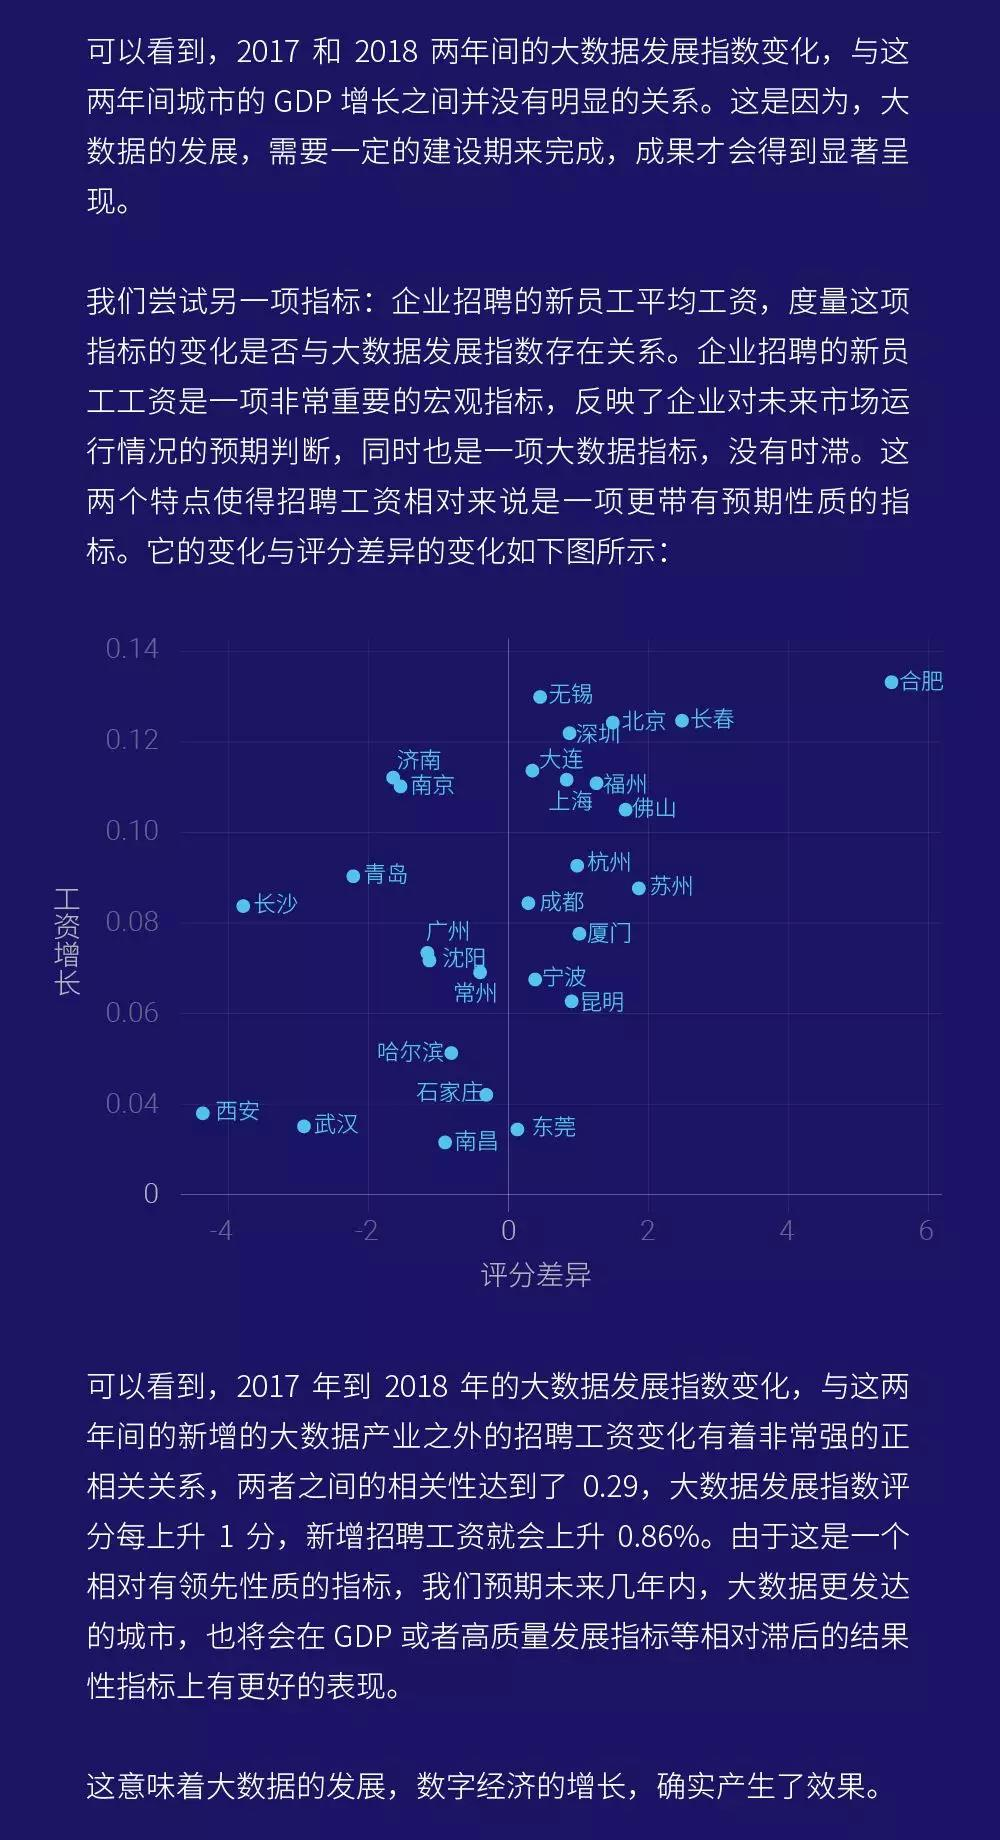 可以看到，2017 和 2018 两年间的大数据发展指数变化，与这
两年间城市的 GDP 增长之间并没有明显的关系。这是因为，大
数据的发展，需要一定的建设期来完成，成果才会得到显著呈
现。
我们尝试另一项指标：企业招聘的新员工平均工资，度量这项
指标的变化是否与大数据发展指数存在关系。企业招聘的新员
工工资是一项非常重要的宏观指标，反映了企业对未来市场运
行情况的预期判断，同时也是一项大数据指标，没有时滞。这
两个特点使得招聘工资相对来说是一项更带有预期性质的指
标。它的变化与评分差异的变化如下图所示：
0.14
合肥
无锡
北京
长春
深圳
0.12
济南
大连
南京
福州
上海
佛山
0.10
杭州
青岛
苏州
长沙
成都
0.08
广州
厦门
沈阳
宁波
常州
昆明
0.06
工资增长
哈尔滨
石家庄
0.04
西安
武汉
东莞
南昌
0
-4
-2
0
2
4
6
评分差异
可以看到，2017 年到 2018 年的大数据发展指数变化，与这两
年间的新增的大数据产业之外的招聘工资变化有着非常强的正
相关关系，两者之间的相关性达到了 0.29，大数据发展指数评
分每上升 1 分，新增招聘工资就会上升 0.86%。由于这是一个
相对有领先性质的指标，我们预期未来几年内，大数据更发达
的城市，也将会在 GDP 或者高质量发展指标等相对滞后的结果
性指标上有更好的表现。
这意味着大数据的发展，数字经济的增长，确实产生了效果。